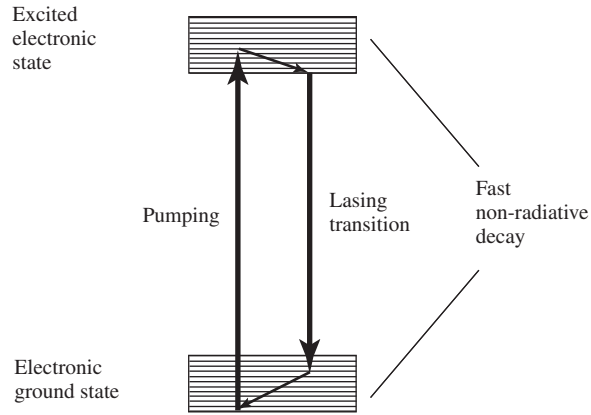 Excited
electronic
state
Pumping
Lasing
transition
Fast
non-radiative
decay
Electronic
ground state